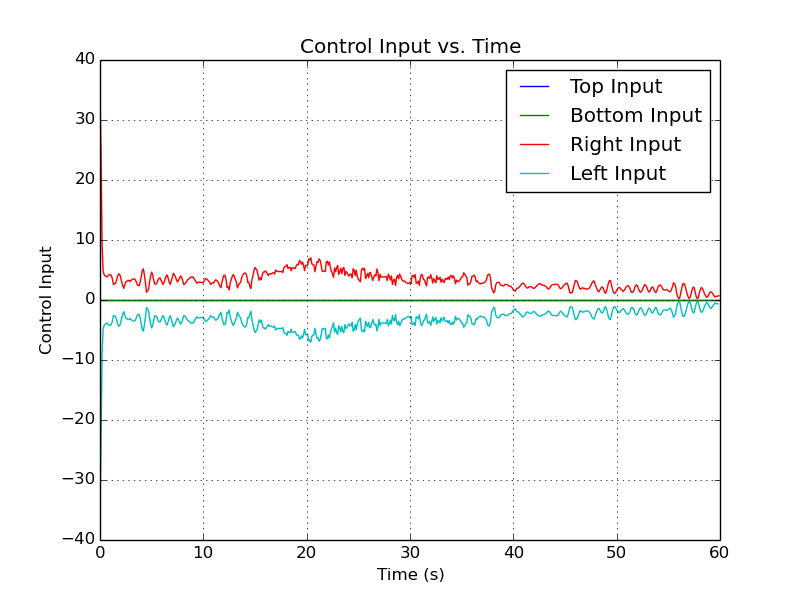 Control Input vs. Time
Top Input
Bottom Input
Right Input
Left Input
40
30
20
10
0
−10
−20
−30
−40
Control Input
0 10 20 30 40 50 60
Time (s)